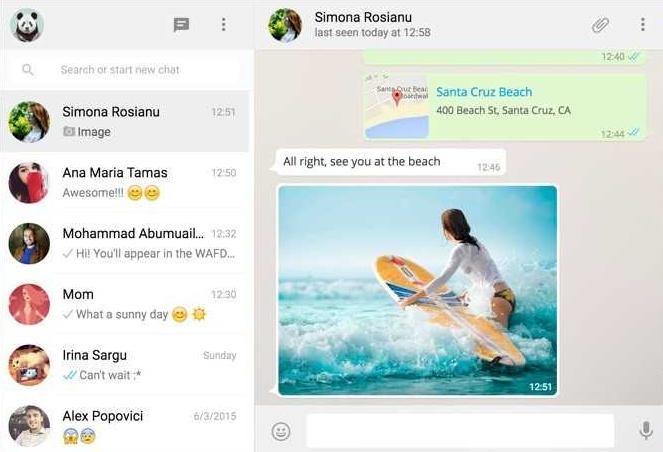 Search or start new chat
Simona Rosianu 12:51
Image
Ana Maria Tamas 12:50
Awesome!!! 😊😊
Mohammad Abumuail... 12:32
Hi! You'll appear in the WAFD...
Mom 12:30
What a sunny day 😊 ☀
Irina Sargu Sunday
Can't wait :*
Alex Popovici 6/3/2015
😱😰
Simona Rosianu
last seen today at 12:58
12:40
Santa Cruz Beach
400 Beach St, Santa Cruz, CA
12:44
All right, see you at the beach
12:46
12:51